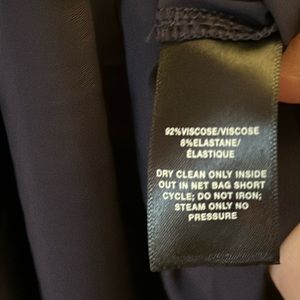 92%VISCOSE/VISCOSE
8%ELASTANE/
ÉLASTIQUE
DRY CLEAN ONLY INSIDE
OUT IN NET BAG SHORT
CYCLE; DO NOT IRON;
STEAM ONLY NO
PRESSURE